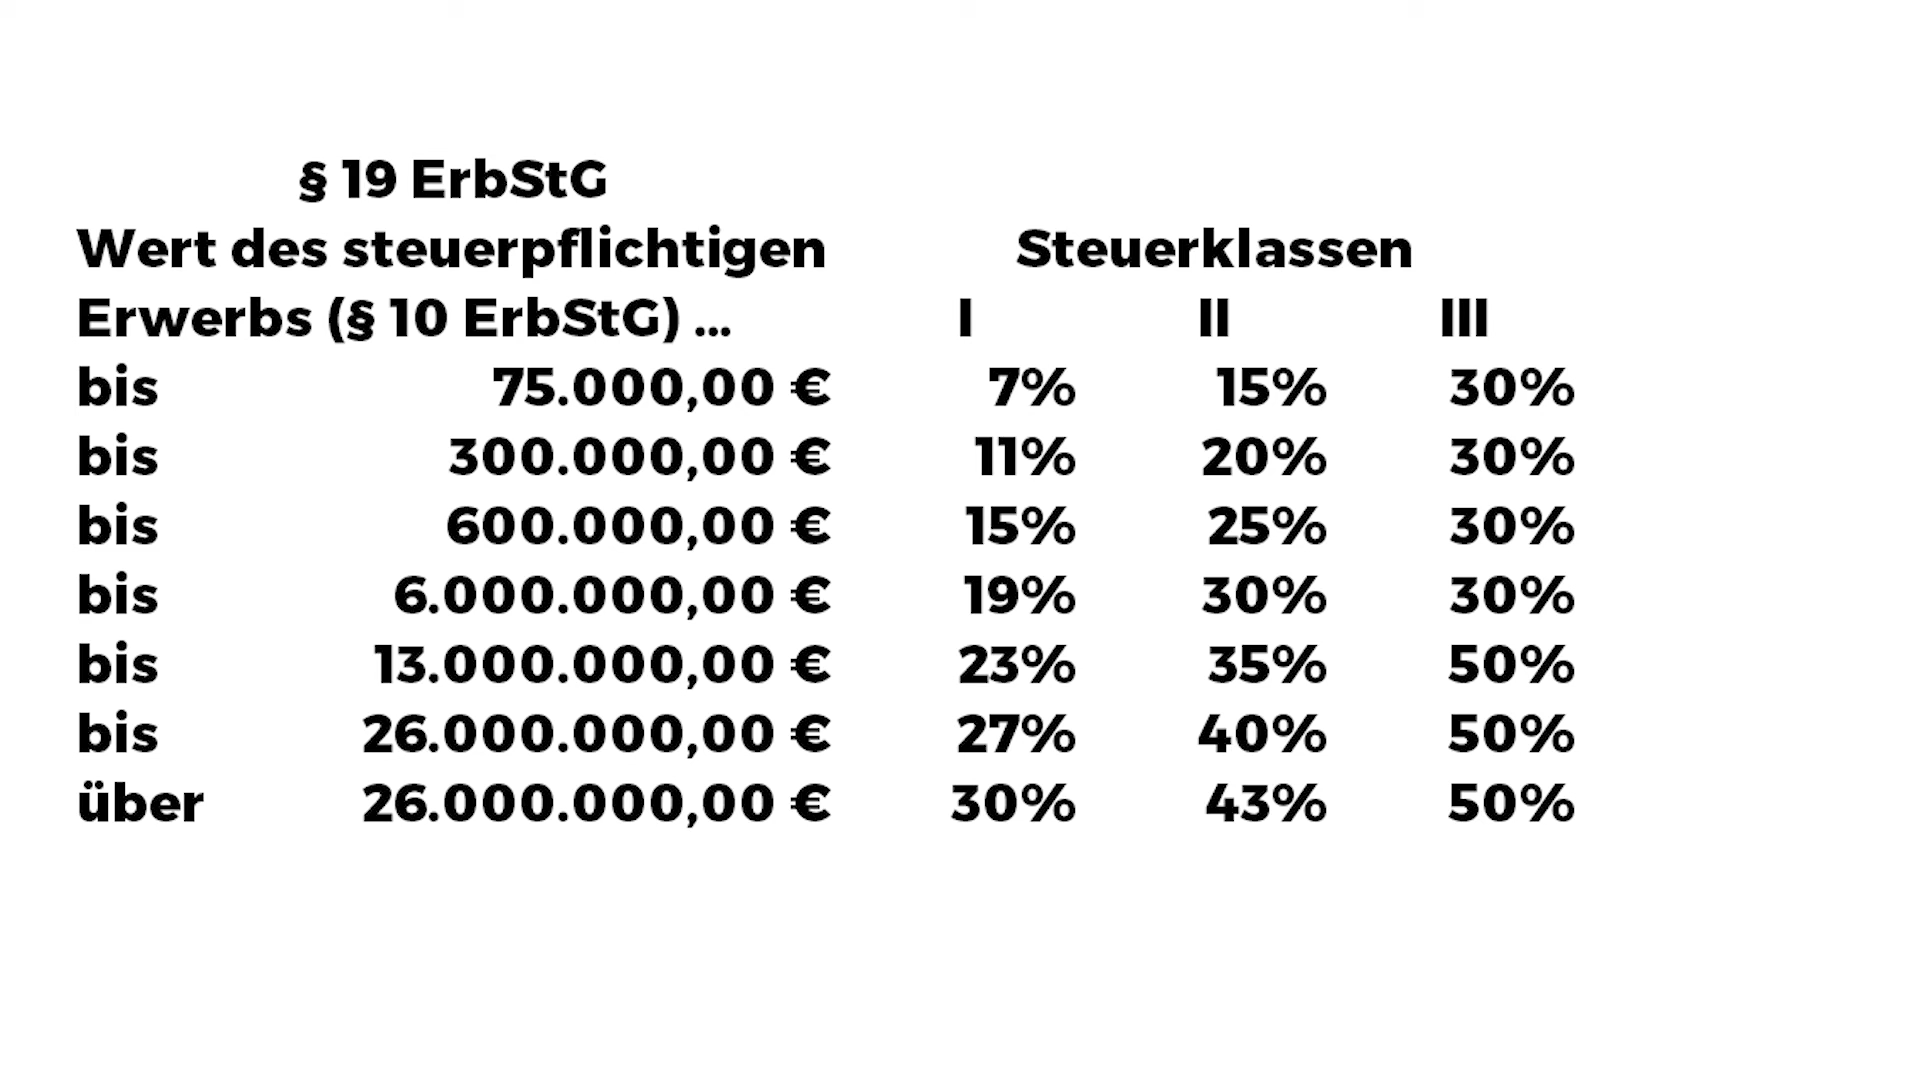 § 19 ErbStG
Wert des steuerpflichtigen Steuerklassen
Erwerbs (§ 10 ErbStG) ... I II III
bis 75.000,00 € 7% 15% 30%
bis 300.000,00 € 11% 20% 30%
bis 600.000,00 € 15% 25% 30%
bis 6.000.000,00 € 19% 30% 30%
bis 13.000.000,00 € 23% 35% 50%
bis 26.000.000,00 € 27% 40% 50%
über 26.000.000,00 € 30% 43% 50%